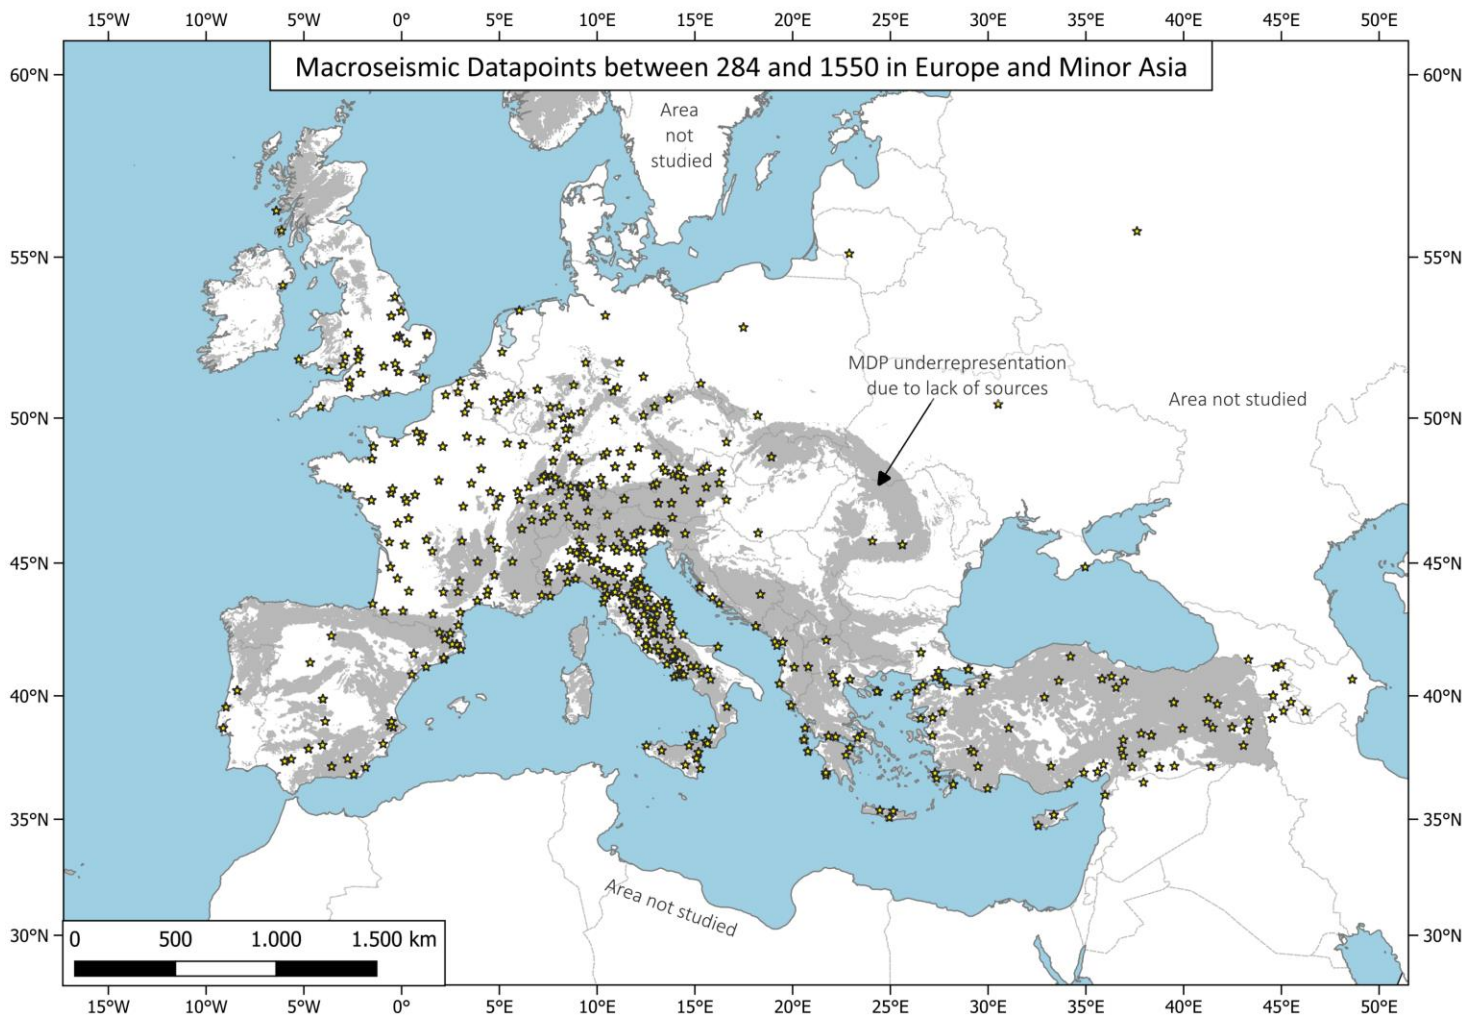 15°W 10°W 5°W 0° 5°E 10°E 15°E 20°E 25°E 30°E 35°E 40°E 45°E 50°E
Macroseismic Datapoints between 284 and 1550 in Europe and Minor Asia
60°N 60°N
Area
not
studied
55°N 55°N
MDP underrepresentation
due to lack of sources
Area not studied
50°N 50°N
45°N 45°N
40°N 40°N
35°N 35°N
Area not studied
30°N 30°N
0 500 1.000 1.500 km
15°W 10°W 5°W 0° 5°E 10°E 15°E 20°E 25°E 30°E 35°E 40°E 45°E 50°E